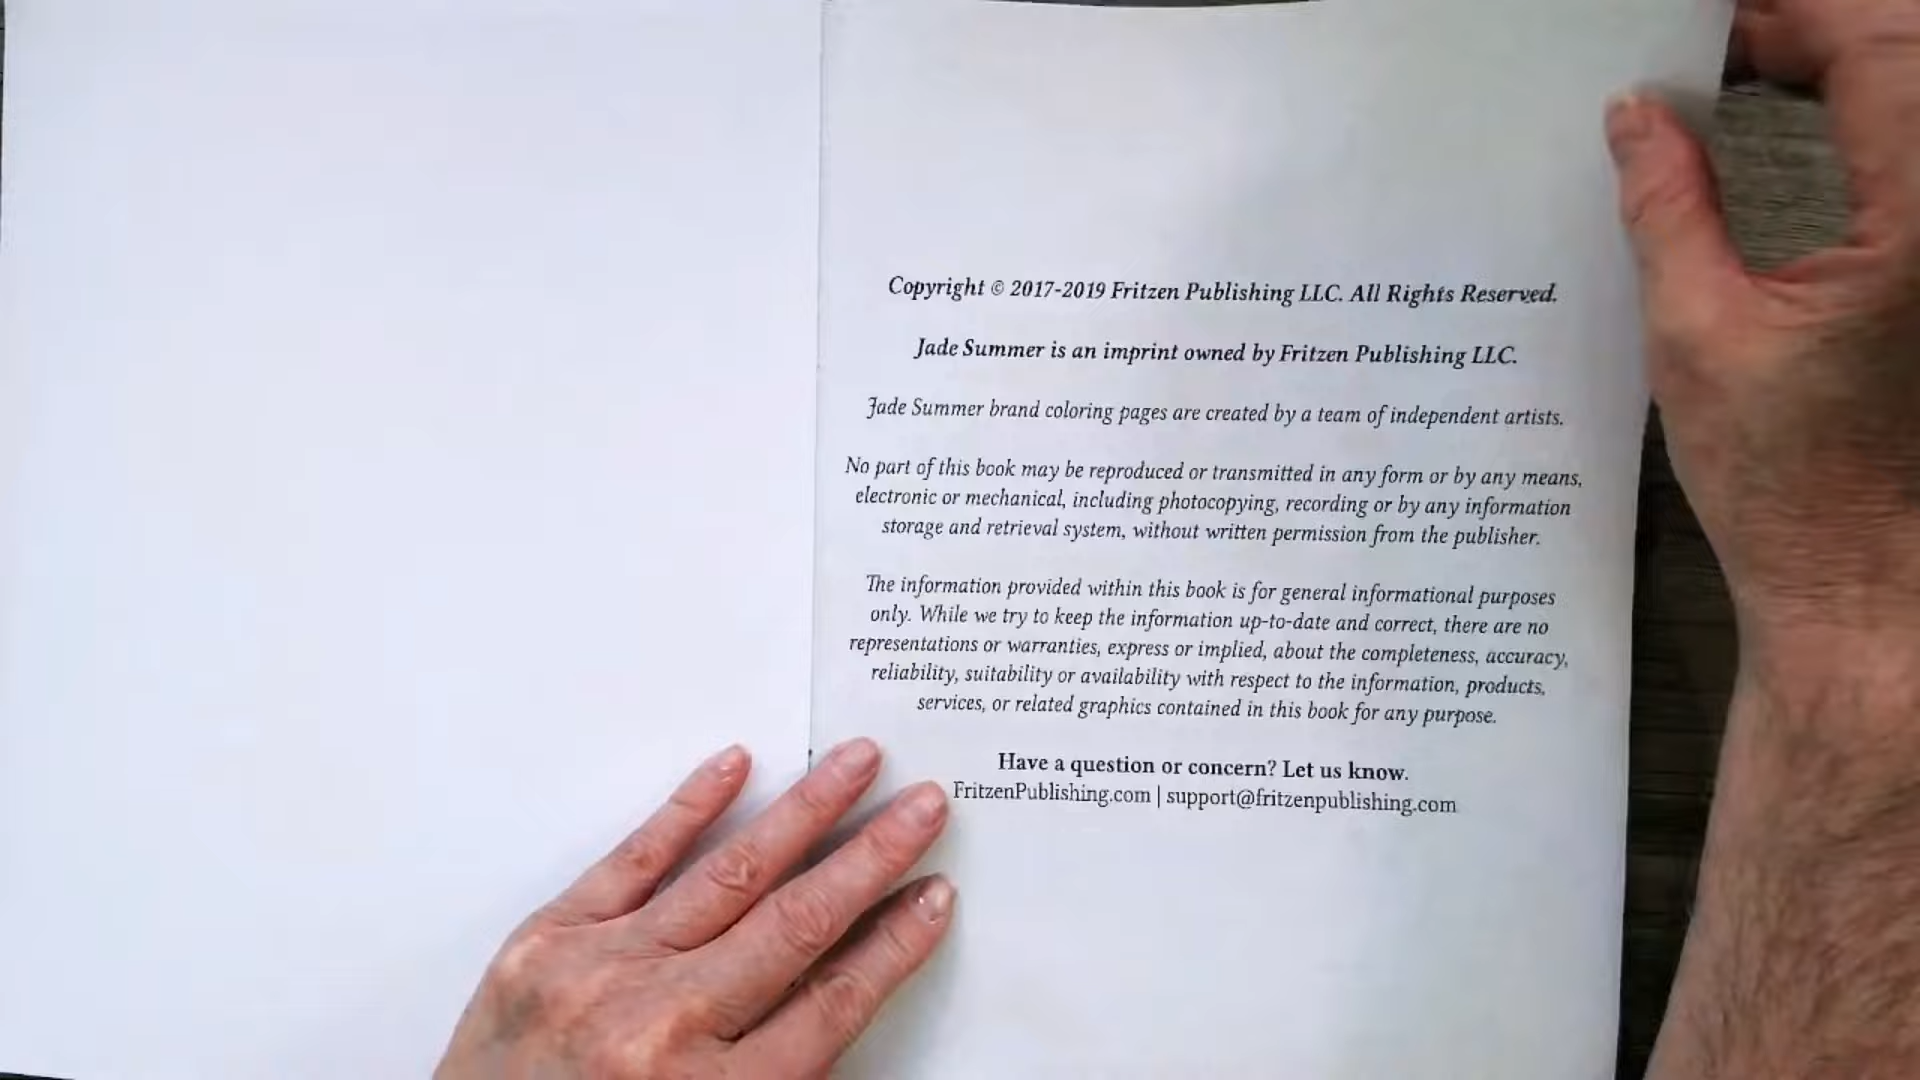 Copyright © 2017-2019 Fritzen Publishing LLC. All Rights Reserved.
Jade Summer is an imprint owned by Fritzen Publishing LLC.
Jade Summer brand coloring pages are created by a team of independent artists.
No part of this book may be reproduced or transmitted in any form or by any means,
electronic or mechanical, including photocopying, recording or by any information
storage and retrieval system, without written permission from the publisher.
The information provided within this book is for general informational purposes
only. While we try to keep the information up-to-date and correct, there are no
representations or warranties, express or implied, about the completeness, accuracy,
reliability, suitability or availability with respect to the information, products,
services, or related graphics contained in this book for any purpose.
Have a question or concern? Let us know.
FritzenPublishing.com | support@fritzenpublishing.com